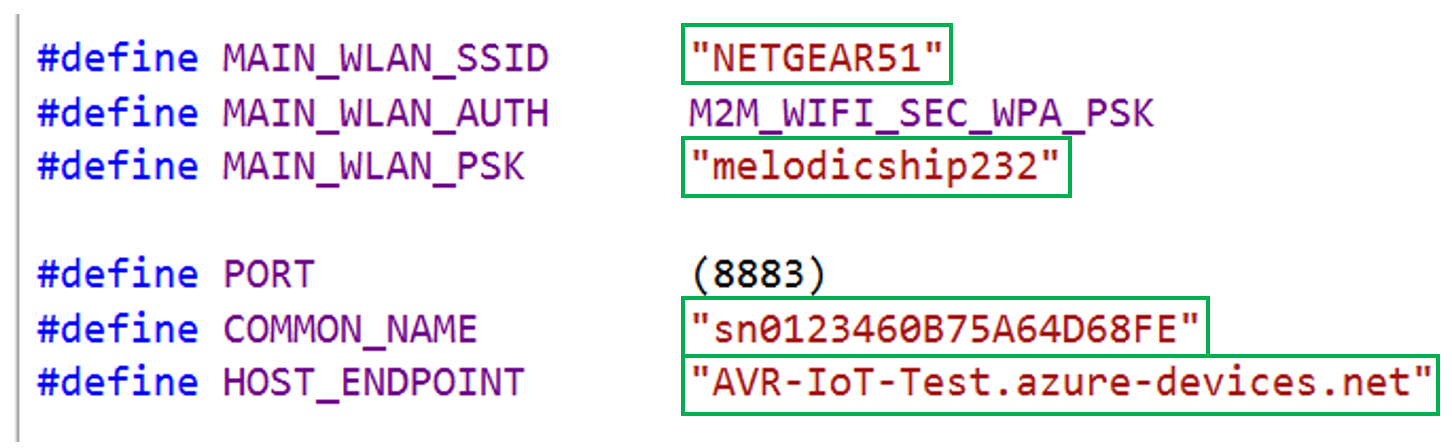 #define MAIN_WLAN_SSID "NETGEAR51"
#define MAIN_WLAN_AUTH M2M_WIFI_SEC_WPA_PSK
#define MAIN_WLAN_PSK "melodicship232"
#define PORT (8883)
#define COMMON_NAME "sn0123460B75A64D68FE"
#define HOST_ENDPOINT "AVR-IoT-Test.azure-devices.net"